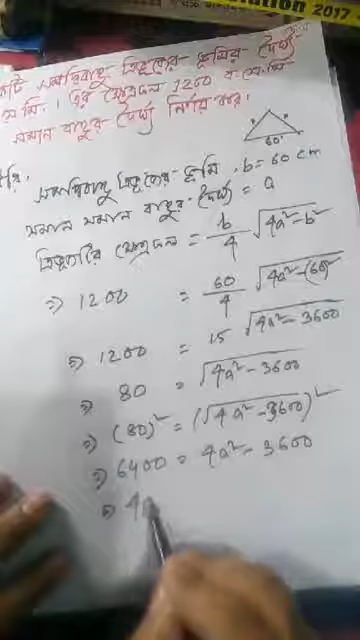 olution 2017
একটি সমদ্বিবাহু ত্রিভুজের ভূমির দৈর্ঘ্য
সে.মি. । এর ক্ষেত্রফল 1200 ব.সে.মি
সমান বাহুর দৈর্ঘ্য নির্ণয় কর।
60
সমদ্বিবাহু ত্রিভুজের ভূমি, b = 60 cm
সমান সমান বাহুর দৈর্ঘ্য = a
ত্রিভুজটির ক্ষেত্রফল = b/4 √(4a² - b²)
⇒ 1200 = 60/4 √(4a² - (60)²
⇒ 1200 = 15 √(4a² - 3600)
⇒ 80 = √(4a² - 3600)
⇒ (80)² = (√(4a² - 3600))²
⇒ 6400 = 4a² - 3600
⇒ 4